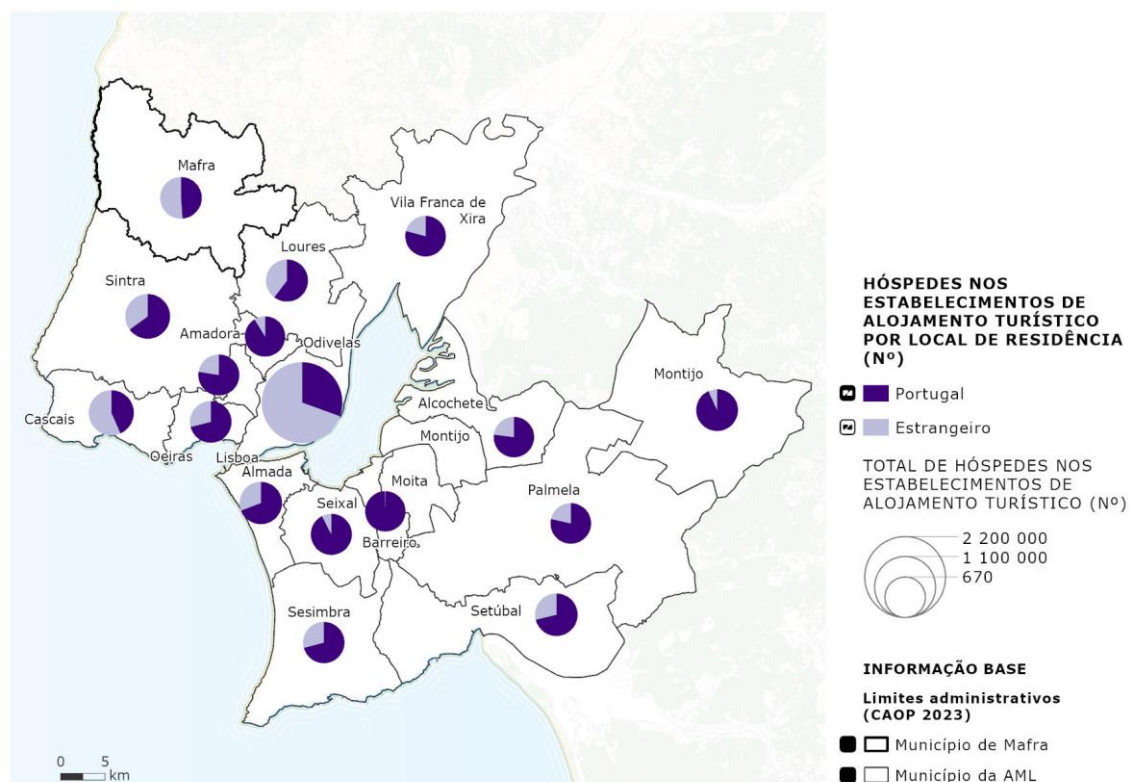 Mafra
Vila Franca de
Xira
Loures
Sintra
Amadora
Odivelas
Montijo
Alcochete
Cascais
Montijo
Oeiras
Lisboa
Almada
Moita
Seixal
Palmela
Barreiro
Sesimbra
Setúbal
0 5
km
HÓSPEDES NOS
ESTABELECIMENTOS DE
ALOJAMENTO TURÍSTICO
POR LOCAL DE RESIDÊNCIA
(Nº)
Portugal
Estrangeiro
TOTAL DE HÓSPEDES NOS
ESTABELECIMENTOS DE
ALOJAMENTO TURÍSTICO (Nº)
2 200 000
1 100 000
670
INFORMAÇÃO BASE
Limites administrativos
(CAOP 2023)
Município de Mafra
Município da AML